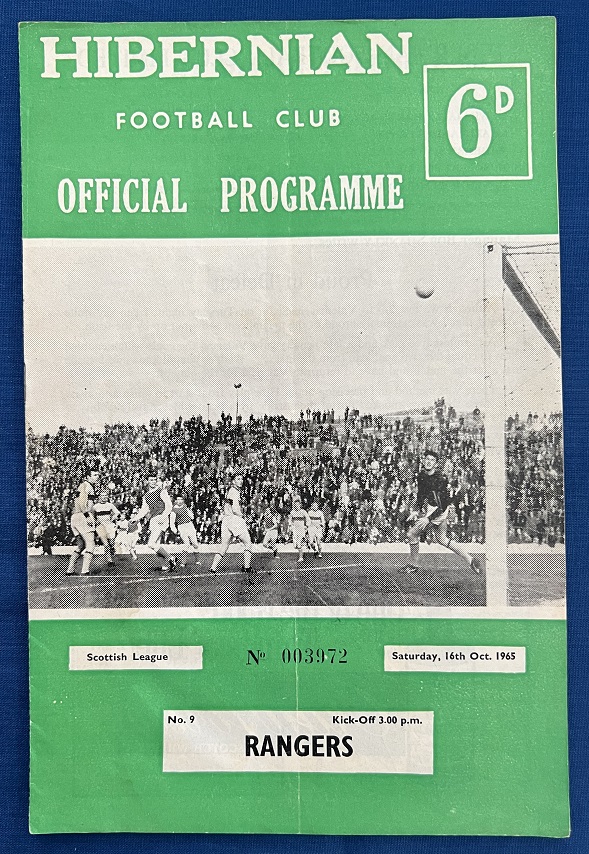 HIBERNIAN
FOOTBALL CLUB
6D
OFFICIAL PROGRAMME
Scottish League
No 003972
Saturday, 16th Oct. 1965
No. 9
Kick-Off 3.00 p.m.
RANGERS